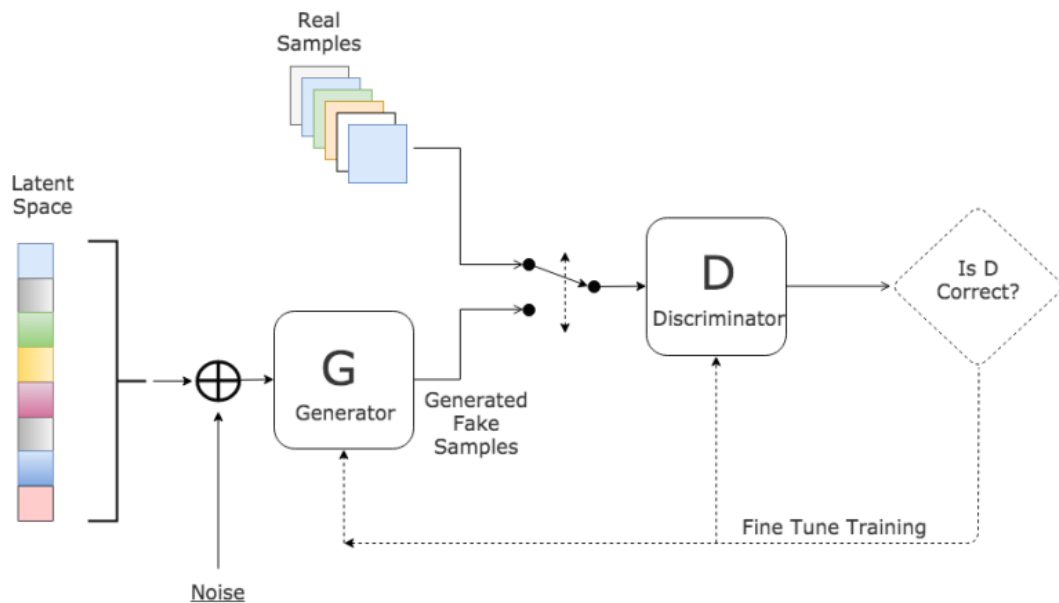 Real
Samples
Latent
Space
G
Generator
Generated
Fake
Samples
D
Discriminator
Is D
Correct?
Fine Tune Training
Noise